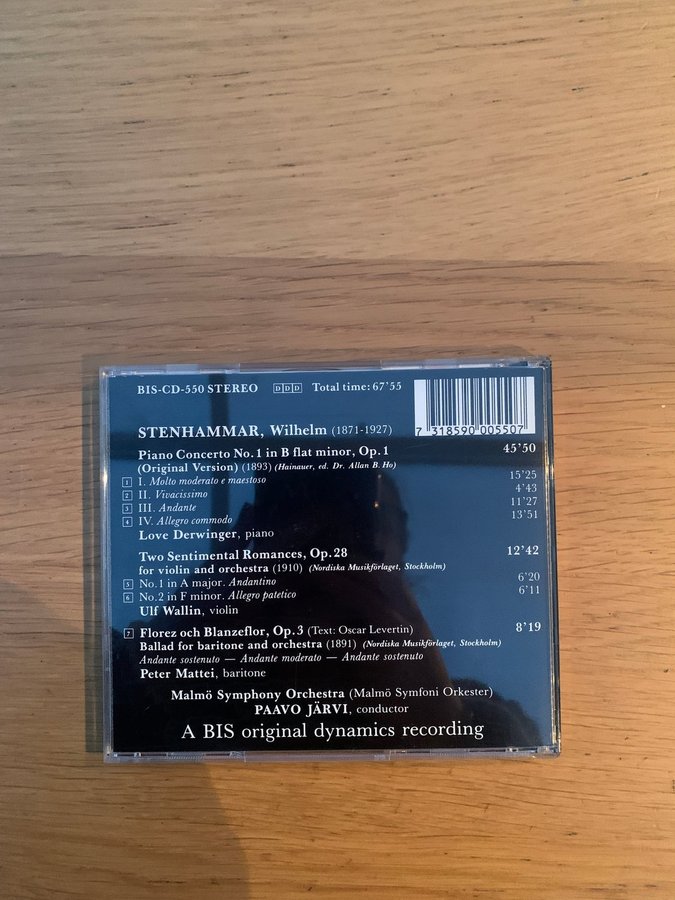 BIS-CD-550 STEREO DDD Total time: 67'55
7 318590 005507
STENHAMMAR, Wilhelm (1871-1927)
Piano Concerto No. 1 in B flat minor, Op. 1 45'50
(Original Version) (1893) (Hainauer, ed. Dr. Allan B. Ho)
1 I. Molto moderato e maestoso 15'25
2 II. Vivacissimo 4'43
3 III. Andante 11'27
4 IV. Allegro commodo 13'51
Love Derwinger, piano
Two Sentimental Romances, Op. 28 12'42
for violin and orchestra (1910) (Nordiska Musikförlaget, Stockholm)
5 No. 1 in A major. Andantino 6'20
6 No. 2 in F minor. Allegro patetico 6'11
Ulf Wallin, violin
7 Florez och Blanzeflor, Op. 3 (Text: Oscar Levertin) 8'19
Ballad for baritone and orchestra (1891) (Nordiska Musikförlaget, Stockholm)
Andante sostenuto — Andante moderato — Andante sostenuto
Peter Mattei, baritone
Malmö Symphony Orchestra (Malmö Symfoni Orkester)
PAAVO JÄRVI, conductor
A BIS original dynamics recording